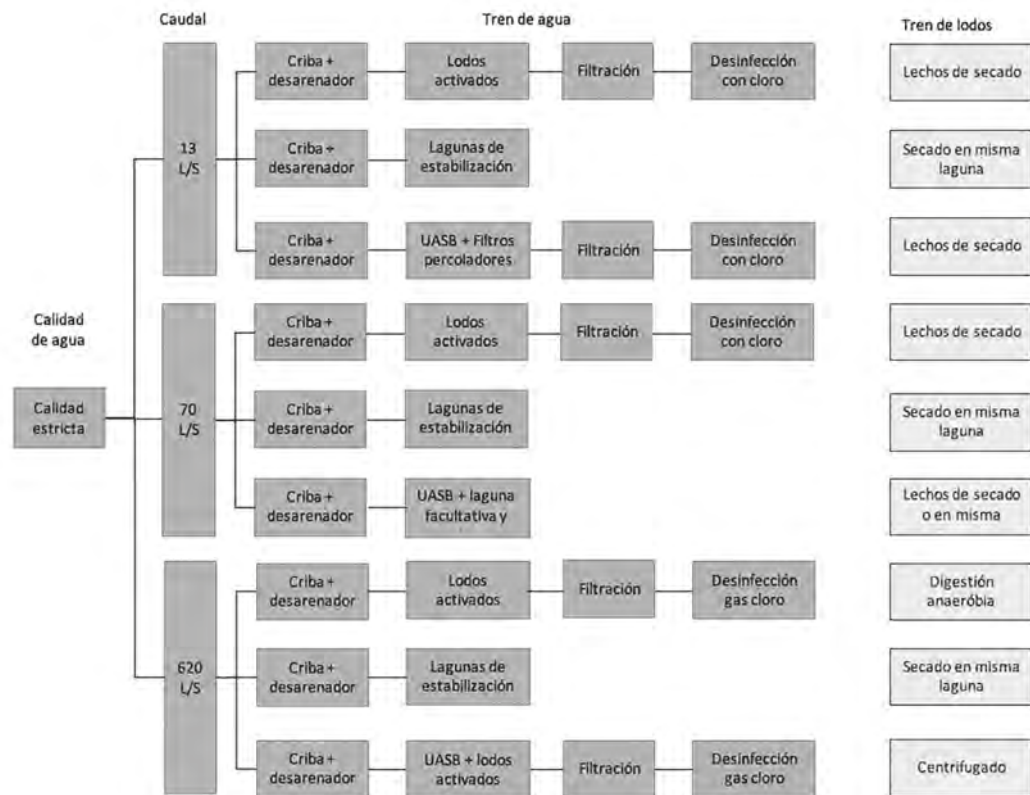 Caudal
Tren de agua
Tren de lodos
Criba +
desarenador
Lodos
activados
Filtración
Desinfección
con cloro
Lechos de secado
13
L/S
Criba +
desarenador
Lagunas de
estabilización
Secado en misma
laguna
Criba +
desarenador
UASB + Filtros
percoladores
Filtración
Desinfección
con cloro
Lechos de secado
Calidad
de agua
Calidad
estricta
Criba +
desarenador
Lodos
activados
Filtración
Desinfección
con cloro
Lechos de secado
70
L/S
Criba +
desarenador
Lagunas de
estabilización
Secado en misma
laguna
Criba +
desarenador
UASB + laguna
facultativa y
Lechos de secado
o en misma
Criba +
desarenador
Lodos
activados
Filtración
Desinfección
gas cloro
Digestión
anaeróbia
620
L/S
Criba +
desarenador
Lagunas de
estabilización
Secado en misma
laguna
Criba +
desarenador
UASB + lodos
activados
Filtración
Desinfección
gas cloro
Centrifugado